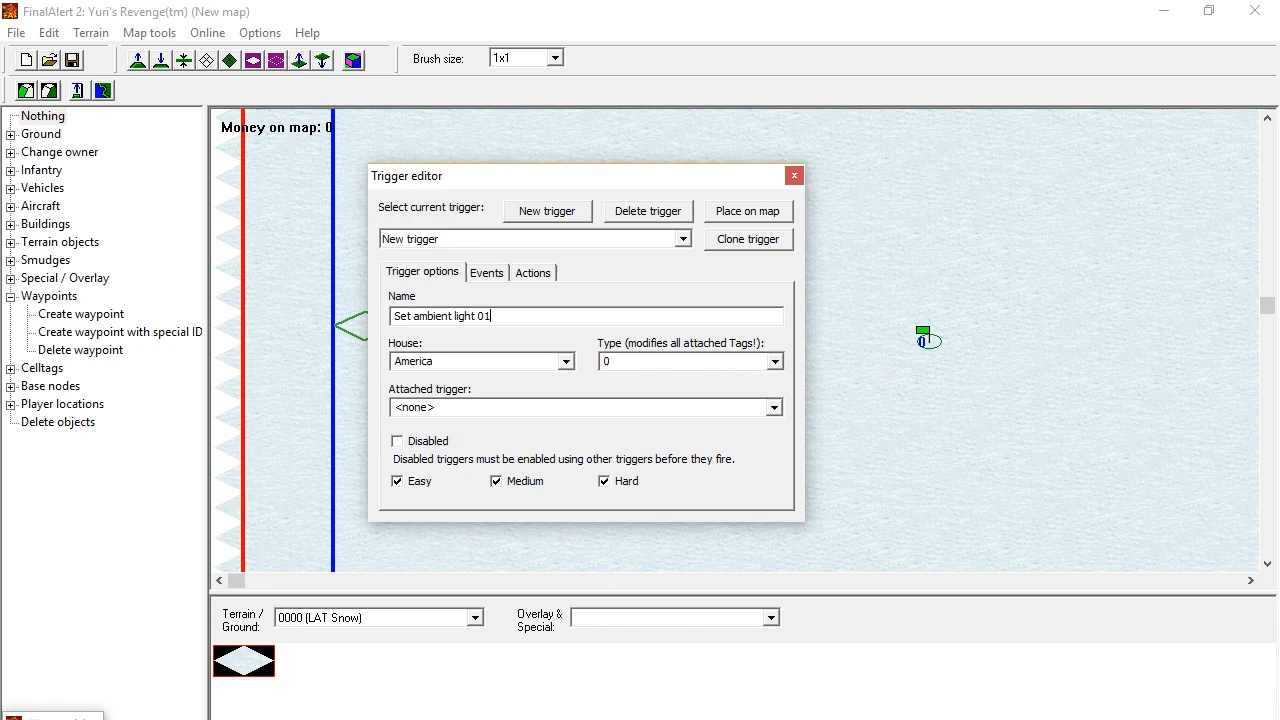 FinalAlert 2: Yuri's Revenge(tm) (New map)
File Edit Terrain Map tools Online Options Help
Brush size: 1x1
Nothing
Ground
Change owner
Infantry
Vehicles
Aircraft
Buildings
Terrain objects
Smudges
Special / Overlay
Waypoints
Create waypoint
Create waypoint with special ID
Delete waypoint
Celltags
Base nodes
Player locations
Delete objects
Money on map: 0
Trigger editor
x
Select current trigger: New trigger Delete trigger Place on map
New trigger Clone trigger
Trigger options Events Actions
Name
Set ambient light 01
House: Type (modifies all attached Tags!):
America 0
Attached trigger:
<none>
Disabled
Disabled triggers must be enabled using other triggers before they fire.
Easy Medium Hard
0
Terrain / Ground: 0000 (LAT Snow) Overlay & Special: